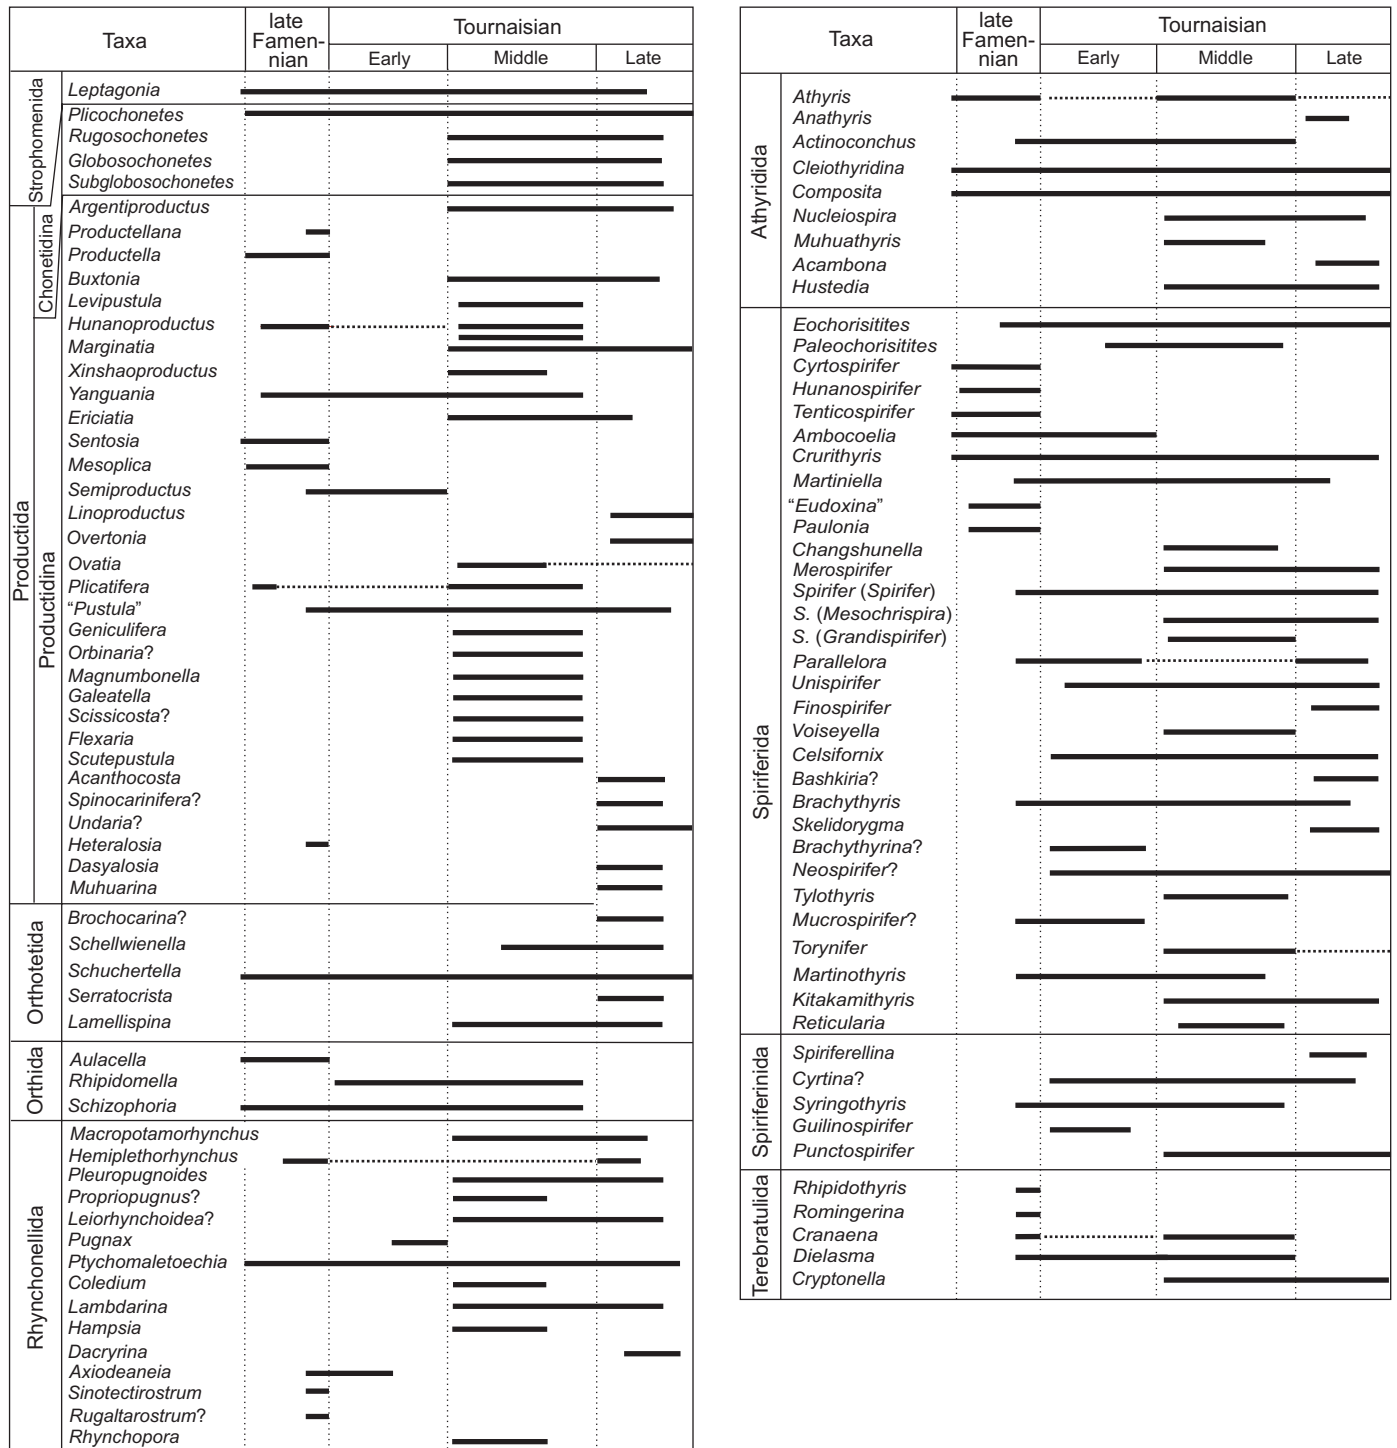 Taxa
late
Famen-
nian
Tournaisian
Early
Middle
Late
Strophomenida
Leptagonia
Productida
Chonetidina
Plicochonetes
Rugosochonetes
Globosochonetes
Subglobosochonetes
Productidina
Argentiproductus
Productellana
Productella
Buxtonia
Levipustula
Hunanoproductus
Marginatia
Xinshaoproductus
Yanguania
Ericiatia
Sentosia
Mesoplica
Semiproductus
Linoproductus
Overtonia
Ovatia
Plicatifera
“Pustula”
Geniculifera
Orbinaria?
Magnumbonella
Galeatella
Scissicosta?
Flexaria
Scutepustula
Acanthocosta
Spinocarinifera?
Undaria?
Heteralosia
Dasyalosia
Muhuarina
Orthotetida
Brochocarina?
Schellwienella
Schuchertella
Serratocrista
Lamellispina
Orthida
Aulacella
Rhipidomella
Schizophoria
Rhynchonellida
Macropotamorhynchus
Hemiplethorhynchus
Pleuropugnoides
Propriopugnus?
Leiorhynchoidea?
Pugnax
Ptychomaletoechia
Coledium
Lambdarina
Hampsia
Dacryrina
Axiodeaneia
Sinotectirostrum
Rugaltarostrum?
Rhynchopora
Taxa
late
Famen-
nian
Tournaisian
Early
Middle
Late
Athyridida
Athyris
Anathyris
Actinoconchus
Cleiothyridina
Composita
Nucleiospira
Muhuathyris
Acambona
Hustedia
Spiriferida
Eochorisitites
Paleochorisitites
Cyrtospirifer
Hunanospirifer
Tenticospirifer
Ambocoelia
Crurithyris
Martiniella
“Eudoxina”
Paulonia
Changshunella
Merospirifer
Spirifer (Spirifer)
S. (Mesochrispira)
S. (Grandispirifer)
Parallelora
Unispirifer
Finospirifer
Voiseyella
Celsifornix
Bashkiria?
Brachythyris
Skelidorygma
Brachythyrina?
Neospirifer?
Tylothyris
Mucrospirifer?
Torynifer
Martinothyris
Kitakamithyris
Reticularia
Spiriferinida
Spiriferellina
Cyrtina?
Syringothyris
Guilinospirifer
Punctospirifer
Terebratulida
Rhipidothyris
Romingerina
Cranaena
Dielasma
Cryptonella